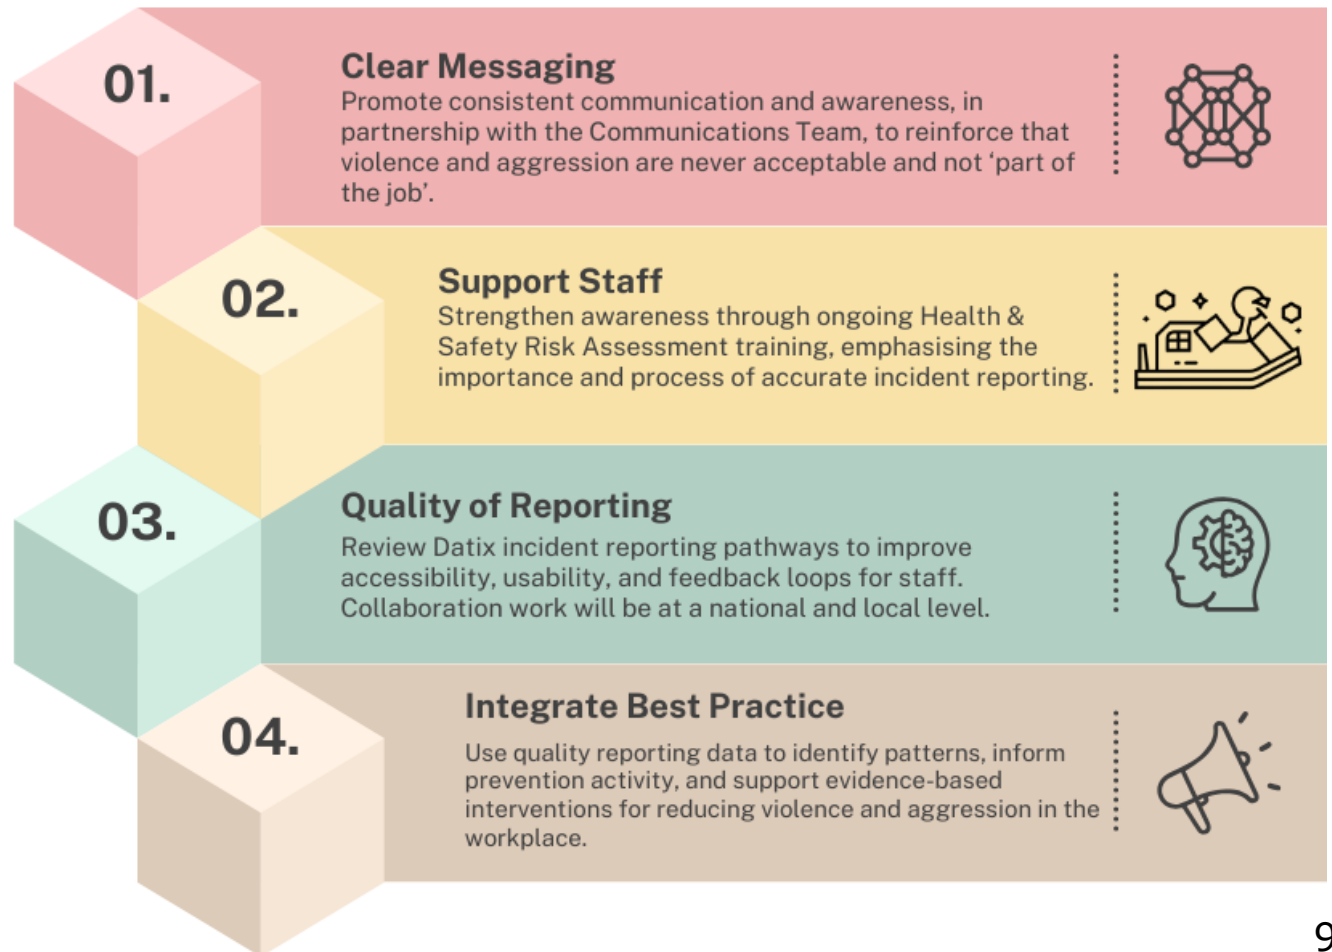 01.
Clear Messaging
Promote consistent communication and awareness, in
partnership with the Communications Team, to reinforce that
violence and aggression are never acceptable and not ‘part of
the job’.
02.
Support Staff
Strengthen awareness through ongoing Health &
Safety Risk Assessment training, emphasising the
importance and process of accurate incident reporting.
03.
Quality of Reporting
Review Datix incident reporting pathways to improve
accessibility, usability, and feedback loops for staff.
Collaboration work will be at a national and local level.
04.
Integrate Best Practice
Use quality reporting data to identify patterns, inform
prevention activity, and support evidence-based
interventions for reducing violence and aggression in the
workplace.
9